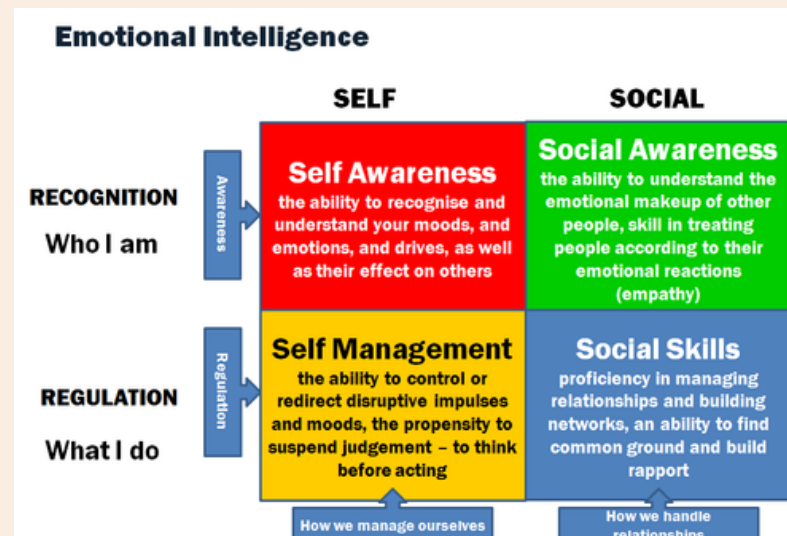 Emotional Intelligence
SELF
SOCIAL
RECOGNITION
Who I am
Awareness
Self Awareness
the ability to recognise and
understand your moods, and
emotions, and drives, as well
as their effect on others
Social Awareness
the ability to understand the
emotional makeup of other
people, skill in treating
people according to their
emotional reactions
(empathy)
REGULATION
What I do
Regulation
Self Management
the ability to control or
redirect disruptive impulses
and moods, the propensity to
suspend judgement – to think
before acting
Social Skills
proficiency in managing
relationships and building
networks, an ability to find
common ground and build
rapport
How we manage ourselves
How we handle
relationships